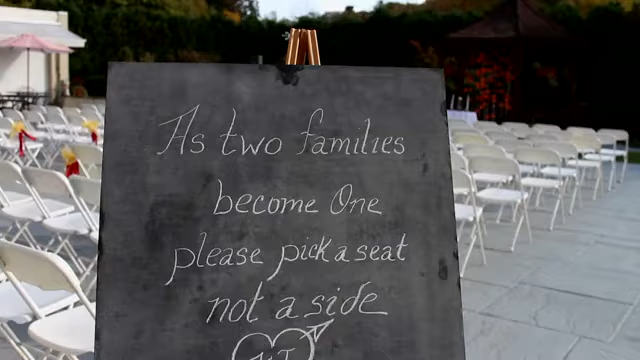 As two families
become One
please pick a seat
not a side